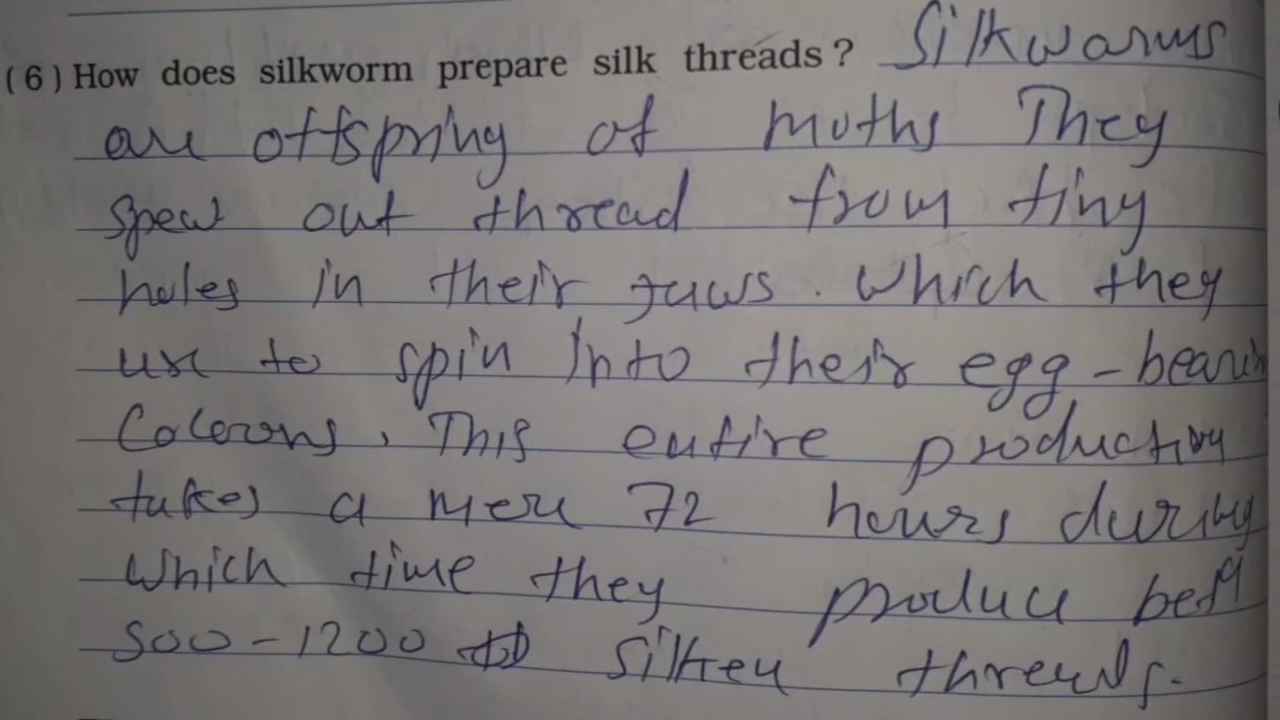 (6) How does silkworm prepare silk threads? Silkworms
are offspring of moths They
spew out thread from tiny
holes in their jaws. which they
use to spin into their egg-bearin
Cocoons, This entire production
takes a mere 72 hours during
which time they produce
500-1200 silken threads.